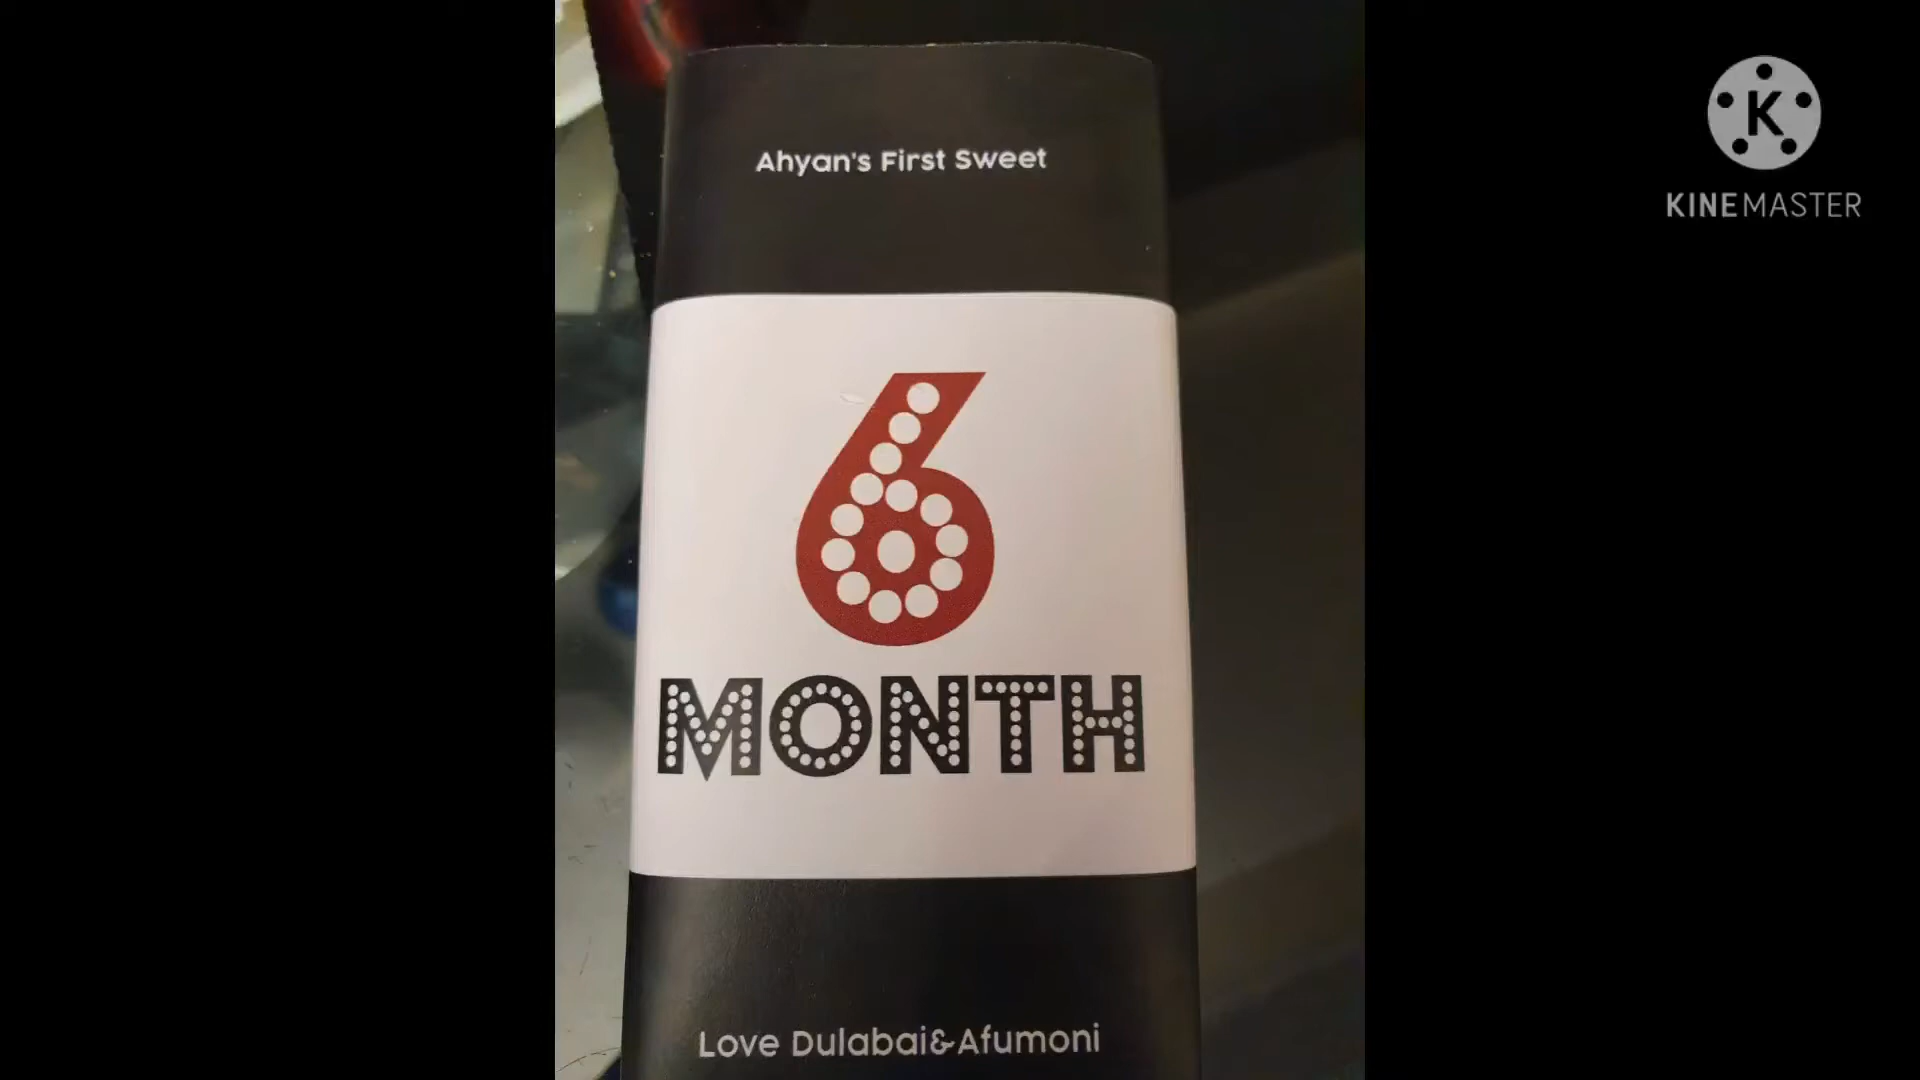 Ahyan's First Sweet
6
MONTH
Love Dulabai&Afumoni
K
KINEMASTER